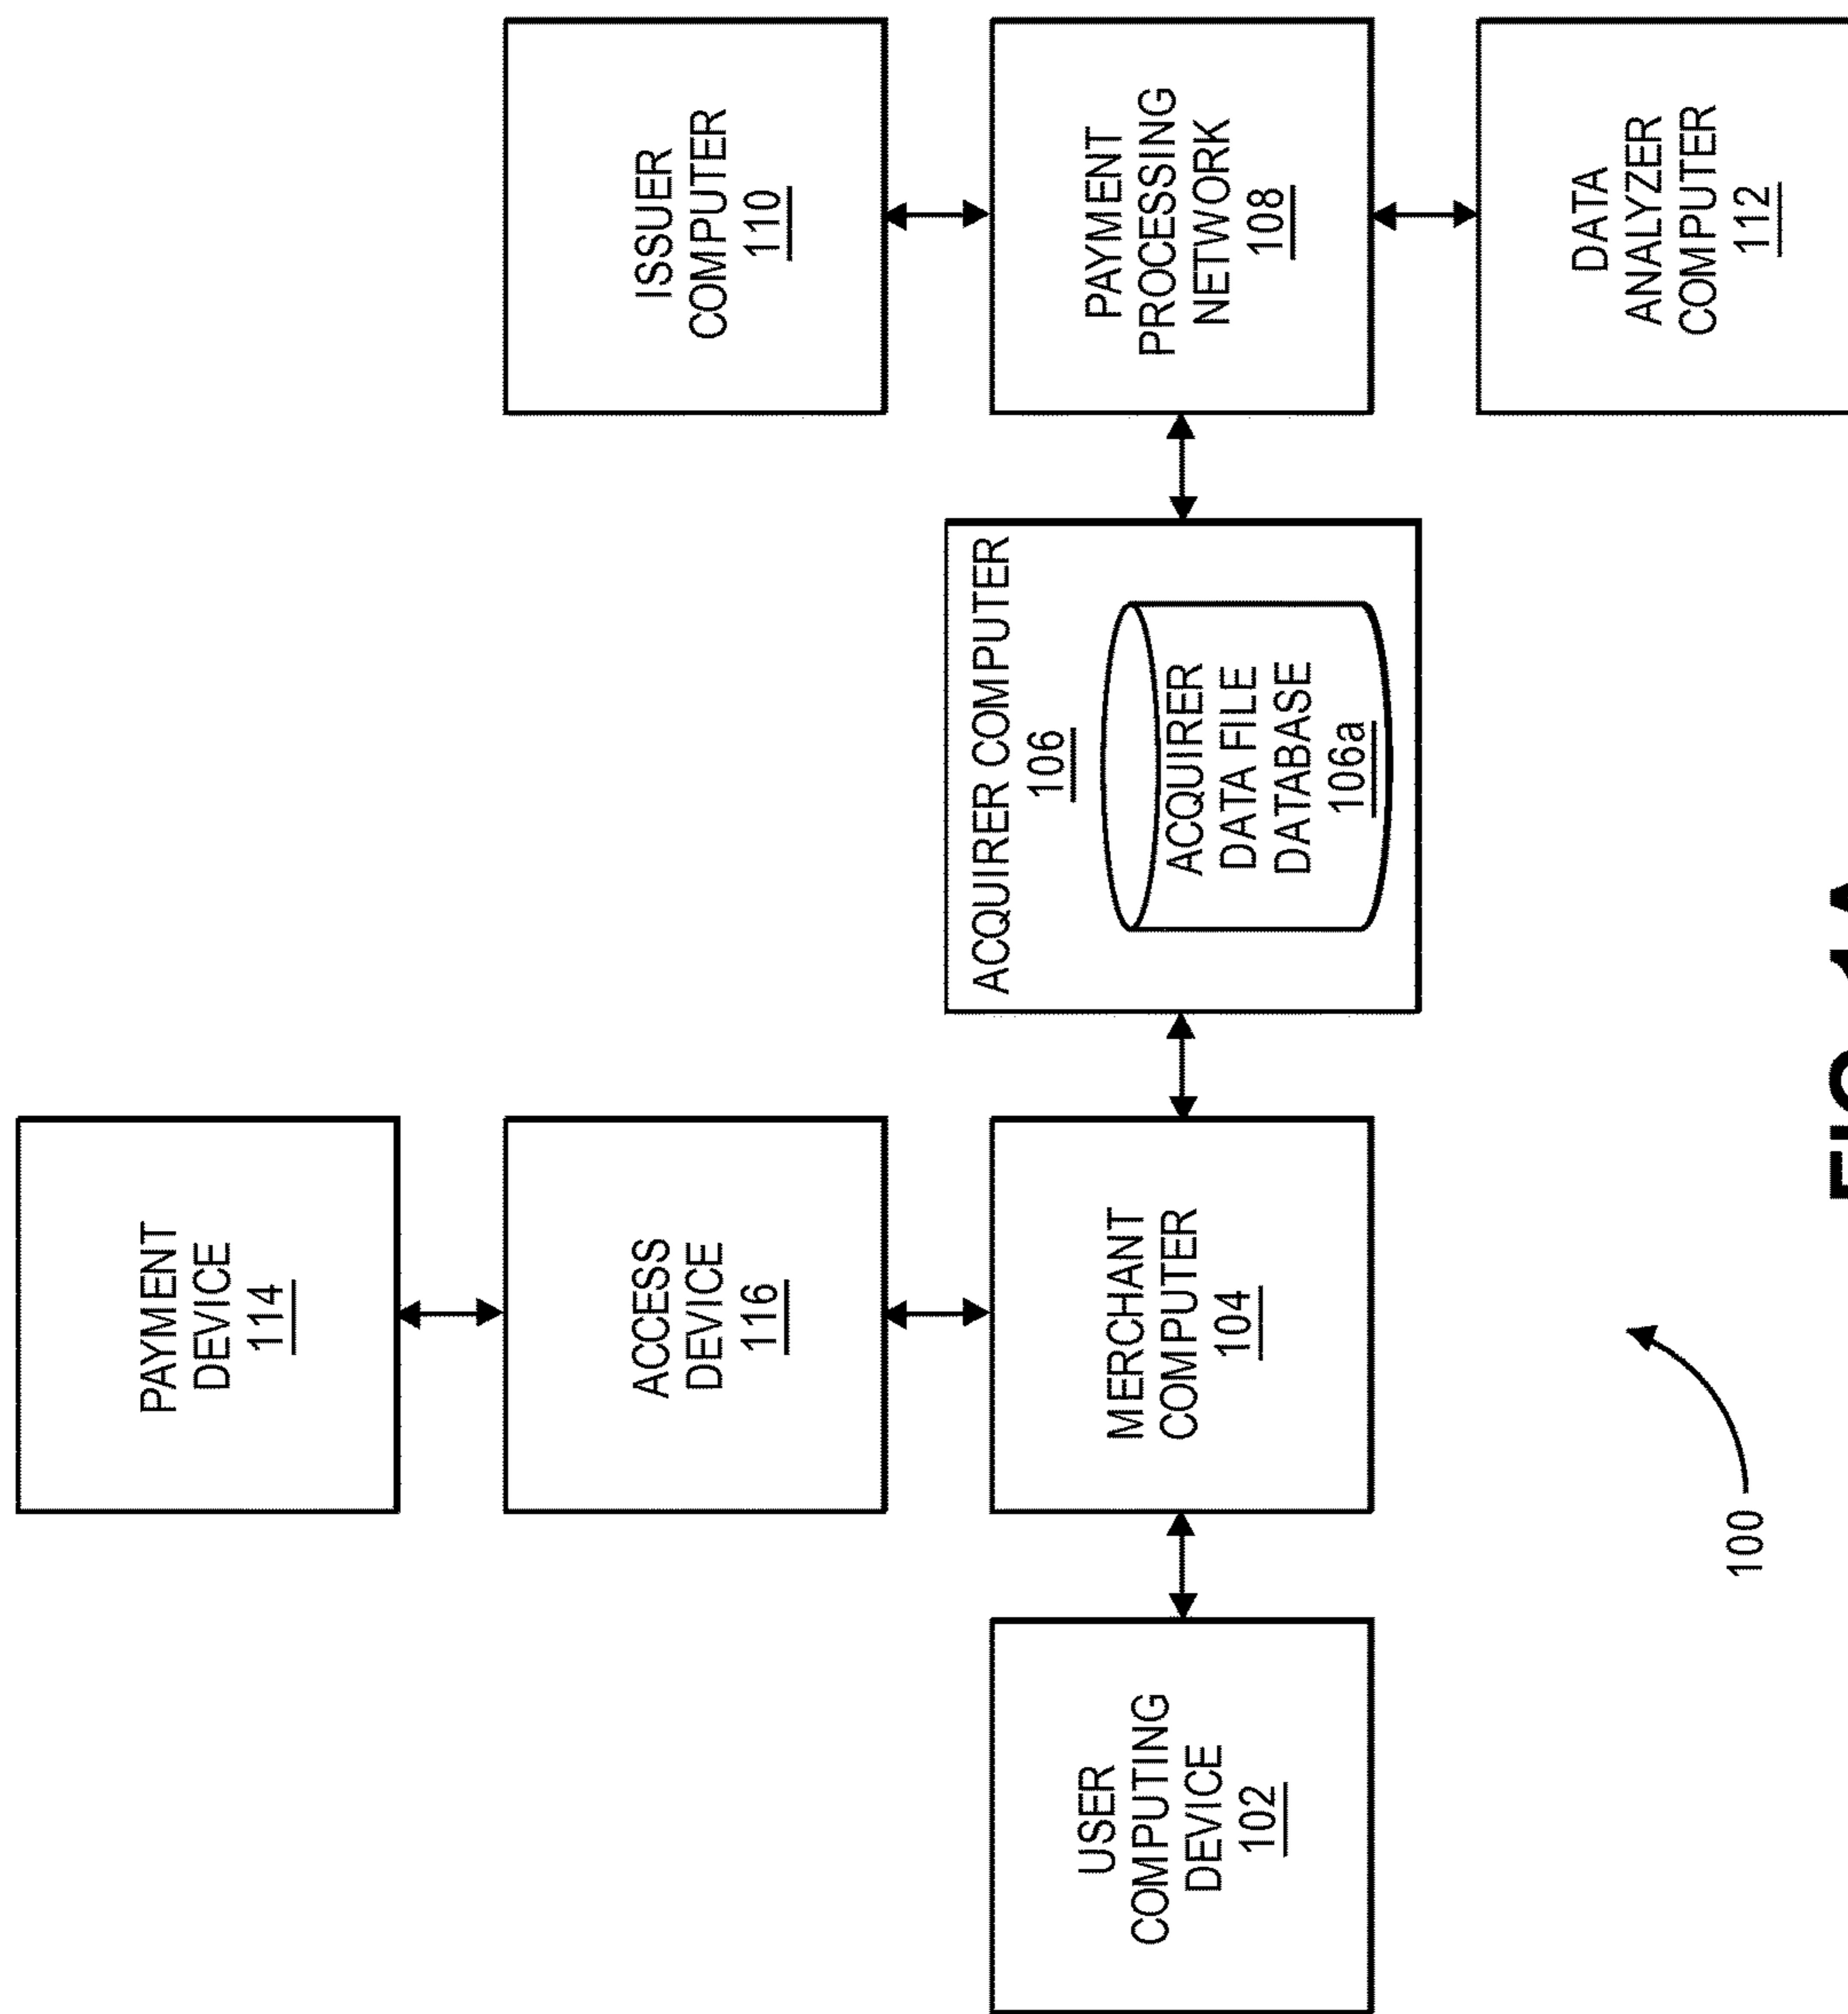 PAYMENT
DEVICE
114
ACCESS
DEVICE
116
ISSUER
COMPUTER
110
USER
COMPUTING
DEVICE
102
MERCHANT
COMPUTER
104
ACQUIRER COMPUTER
106
ACQUIRER
DATA FILE
DATABASE
106a
PAYMENT
PROCESSING
NETWORK
108
DATA
ANALYZER
COMPUTER
112
100